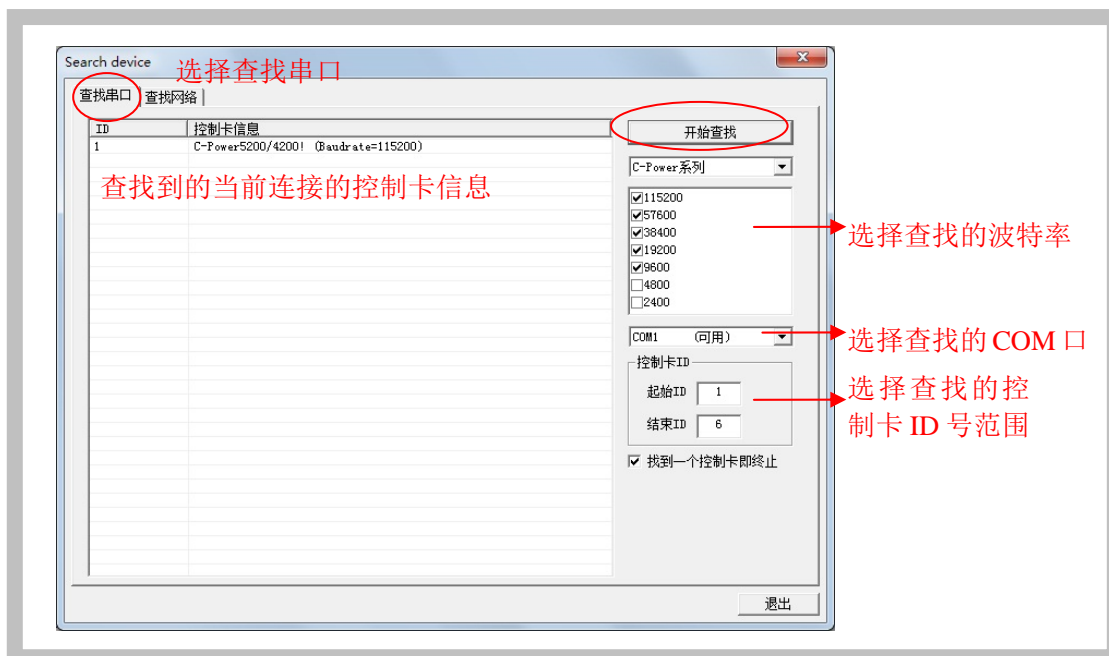 Search device
选择查找串口
查找串口
查找网络
ID 控制卡信息
1 C-Power5200/4200! (Baudrate=115200)
查找到的当前连接的控制卡信息
开始查找
C-Power系列
115200
57600
38400
19200
9600
4800
2400
选择查找的波特率
COM1 (可用)
选择查找的 COM 口
控制卡ID
起始ID 1
结束ID 6
选择查找的控
制卡 ID 号范围
找到一个控制卡即终止
退出